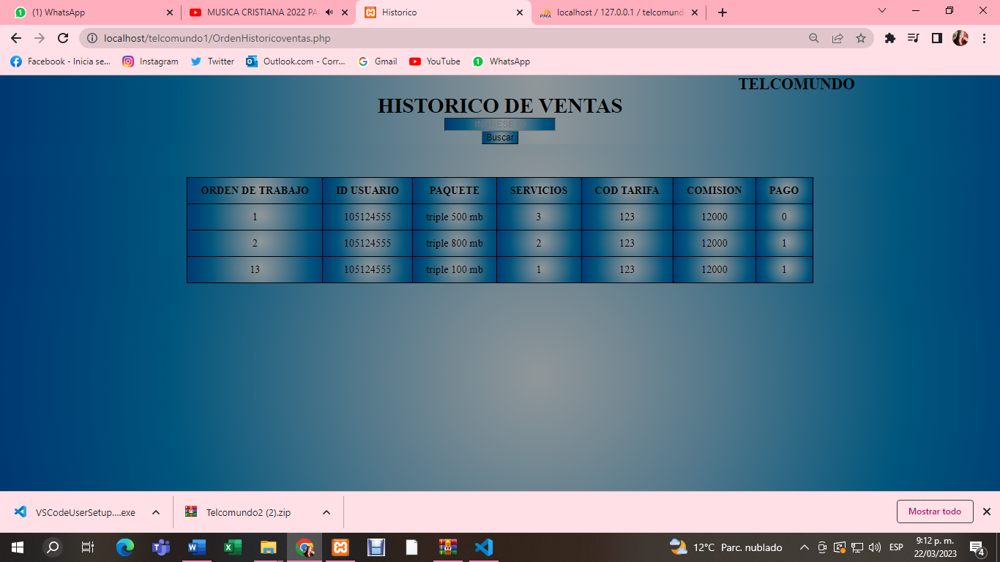 (1) WhatsApp
MUSICA CRISTIANA 2022 PA
Historico
localhost / 127.0.0.1 / telcomund
localhost/telcomundo1/OrdenHistoricoventas.php
Facebook - Inicia se...
Instagram
Twitter
Outlook.com - Corr...
Gmail
YouTube
WhatsApp
TELCOMUNDO
HISTORICO DE VENTAS
Buscar
ORDEN DE TRABAJO ID USUARIO PAQUETE SERVICIOS COD TARIFA COMISION PAGO
1 105124555 triple 500 mb 3 123 12000 0
2 105124555 triple 800 mb 2 123 12000 1
13 105124555 triple 100 mb 1 123 12000 1
VSCodeUserSetup....exe
Telcomundo2 (2).zip
Mostrar todo
12°C Parc. nublado
ESP
9:12 p. m.
22/03/2023
4